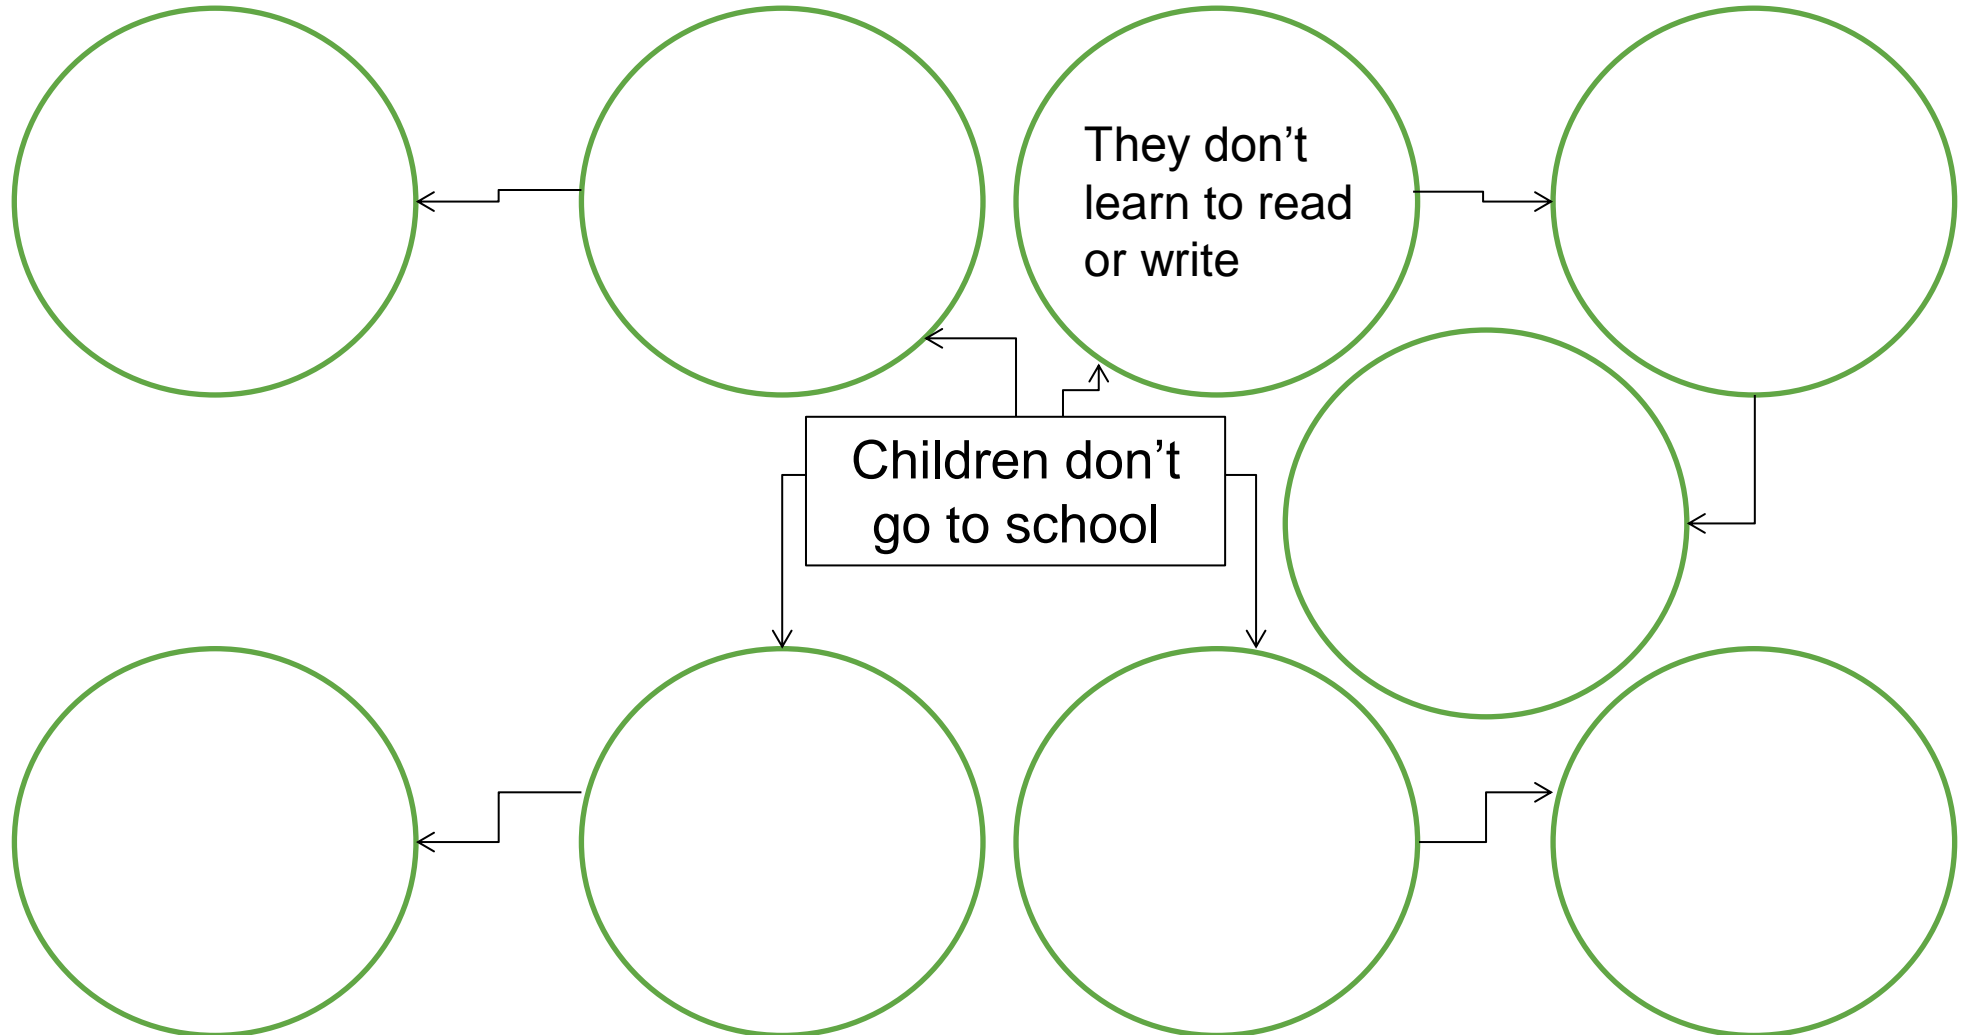 They don’t
learn to read
or write
Children don’t
go to school